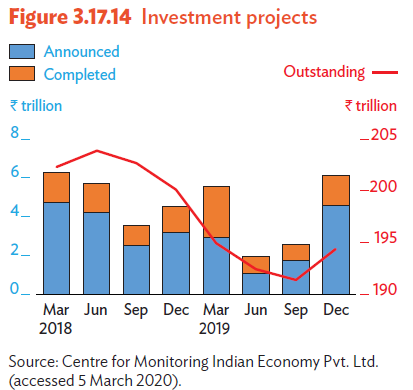 Figure 3.17.14 Investment projects
Announced
Completed
Outstanding
₹ trillion
₹ trillion
8
205
6
200
4
195
2
0
190
Mar Jun Sep Dec Mar Jun Sep Dec
2018 2019
Source: Centre for Monitoring Indian Economy Pvt. Ltd.
(accessed 5 March 2020).